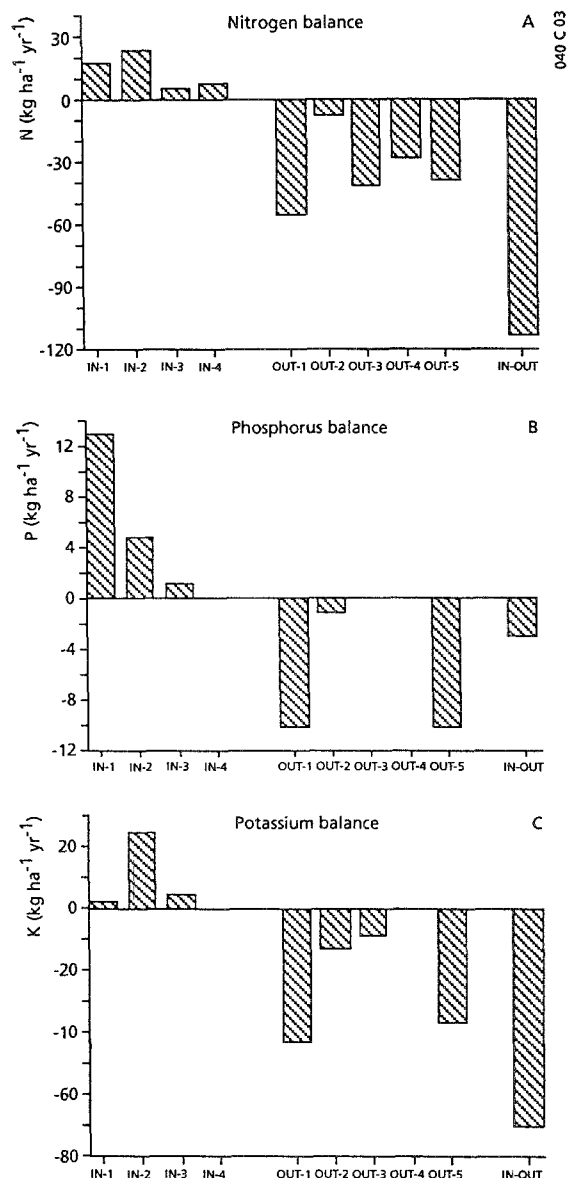 Nitrogen balance
A
040 C 03
N (kg ha⁻¹ yr⁻¹)
30
0
-30
-60
-90
-120
IN-1 IN-2 IN-3 IN-4 OUT-1 OUT-2 OUT-3 OUT-4 OUT-5 IN-OUT
Phosphorus balance
B
P (kg ha⁻¹ yr⁻¹)
12
8
4
0
-4
-8
-12
IN-1 IN-2 IN-3 IN-4 OUT-1 OUT-2 OUT-3 OUT-4 OUT-5 IN-OUT
Potassium balance
C
K (kg ha⁻¹ yr⁻¹)
20
0
-20
-10
-60
-80
IN-1 IN-2 IN-3 IN-4 OUT-1 OUT-2 OUT-3 OUT-4 OUT-5 IN-OUT